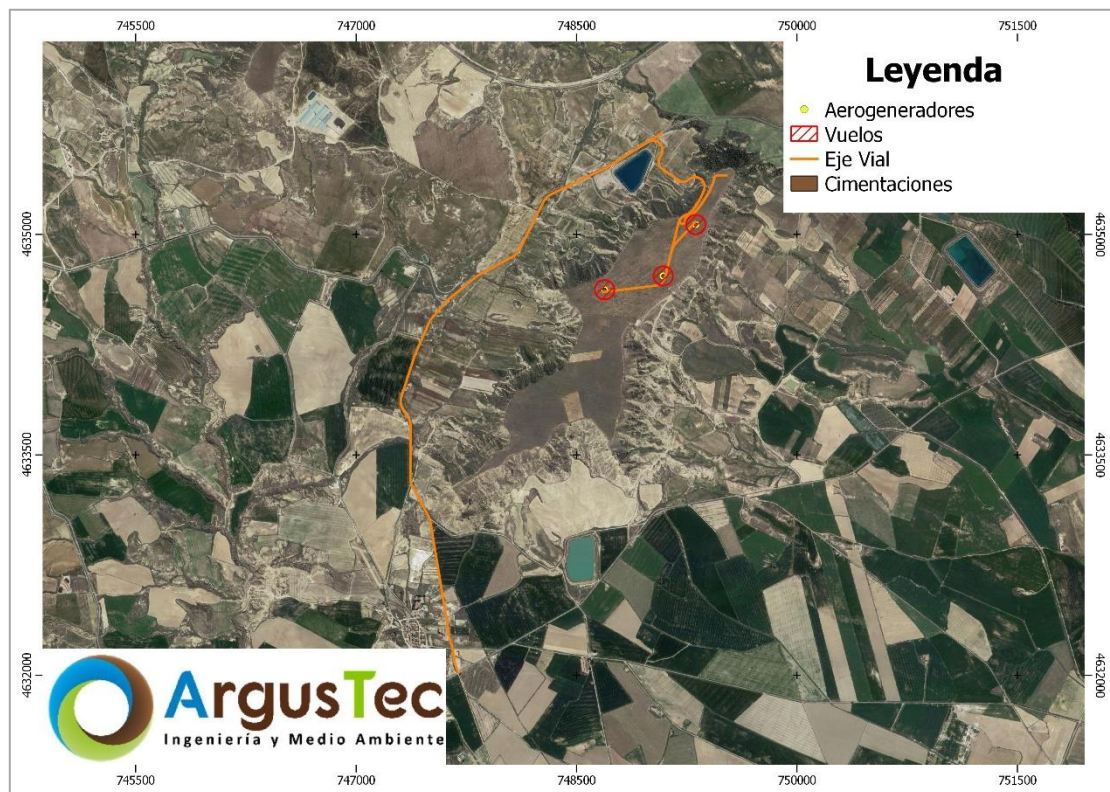 745500 747000 748500 750000 751500
Leyenda
Aerogeneradores
Vuelos
Eje Vial
Cimentaciones
4635000 4635000
4633500 4633500
4632000 4632000
ArgusTec
Ingeniería y Medio Ambiente
745500 747000 748500 750000 751500